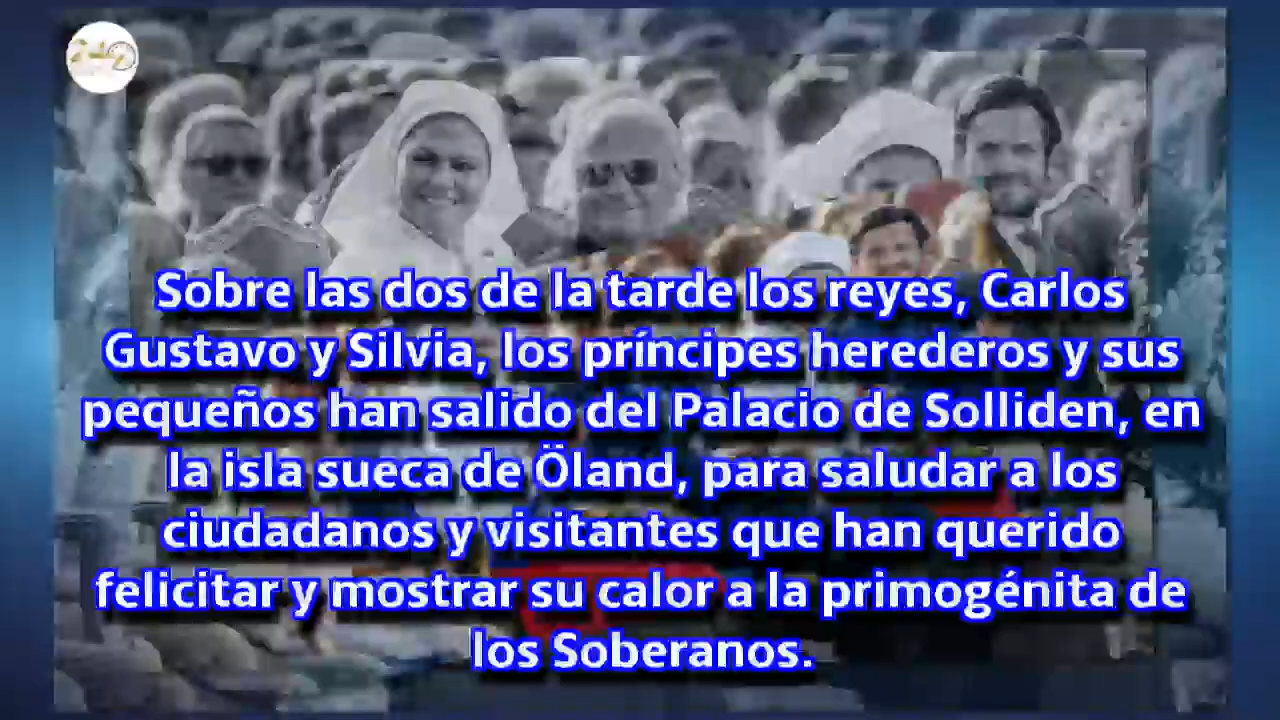 Sobre las dos de la tarde los reyes, Carlos
Gustavo y Silvia, los príncipes herederos y sus
pequeños han salido del Palacio de Solliden, en
la isla sueca de Öland, para saludar a los
ciudadanos y visitantes que han querido
felicitar y mostrar su calor a la primogénita de
los Soberanos.